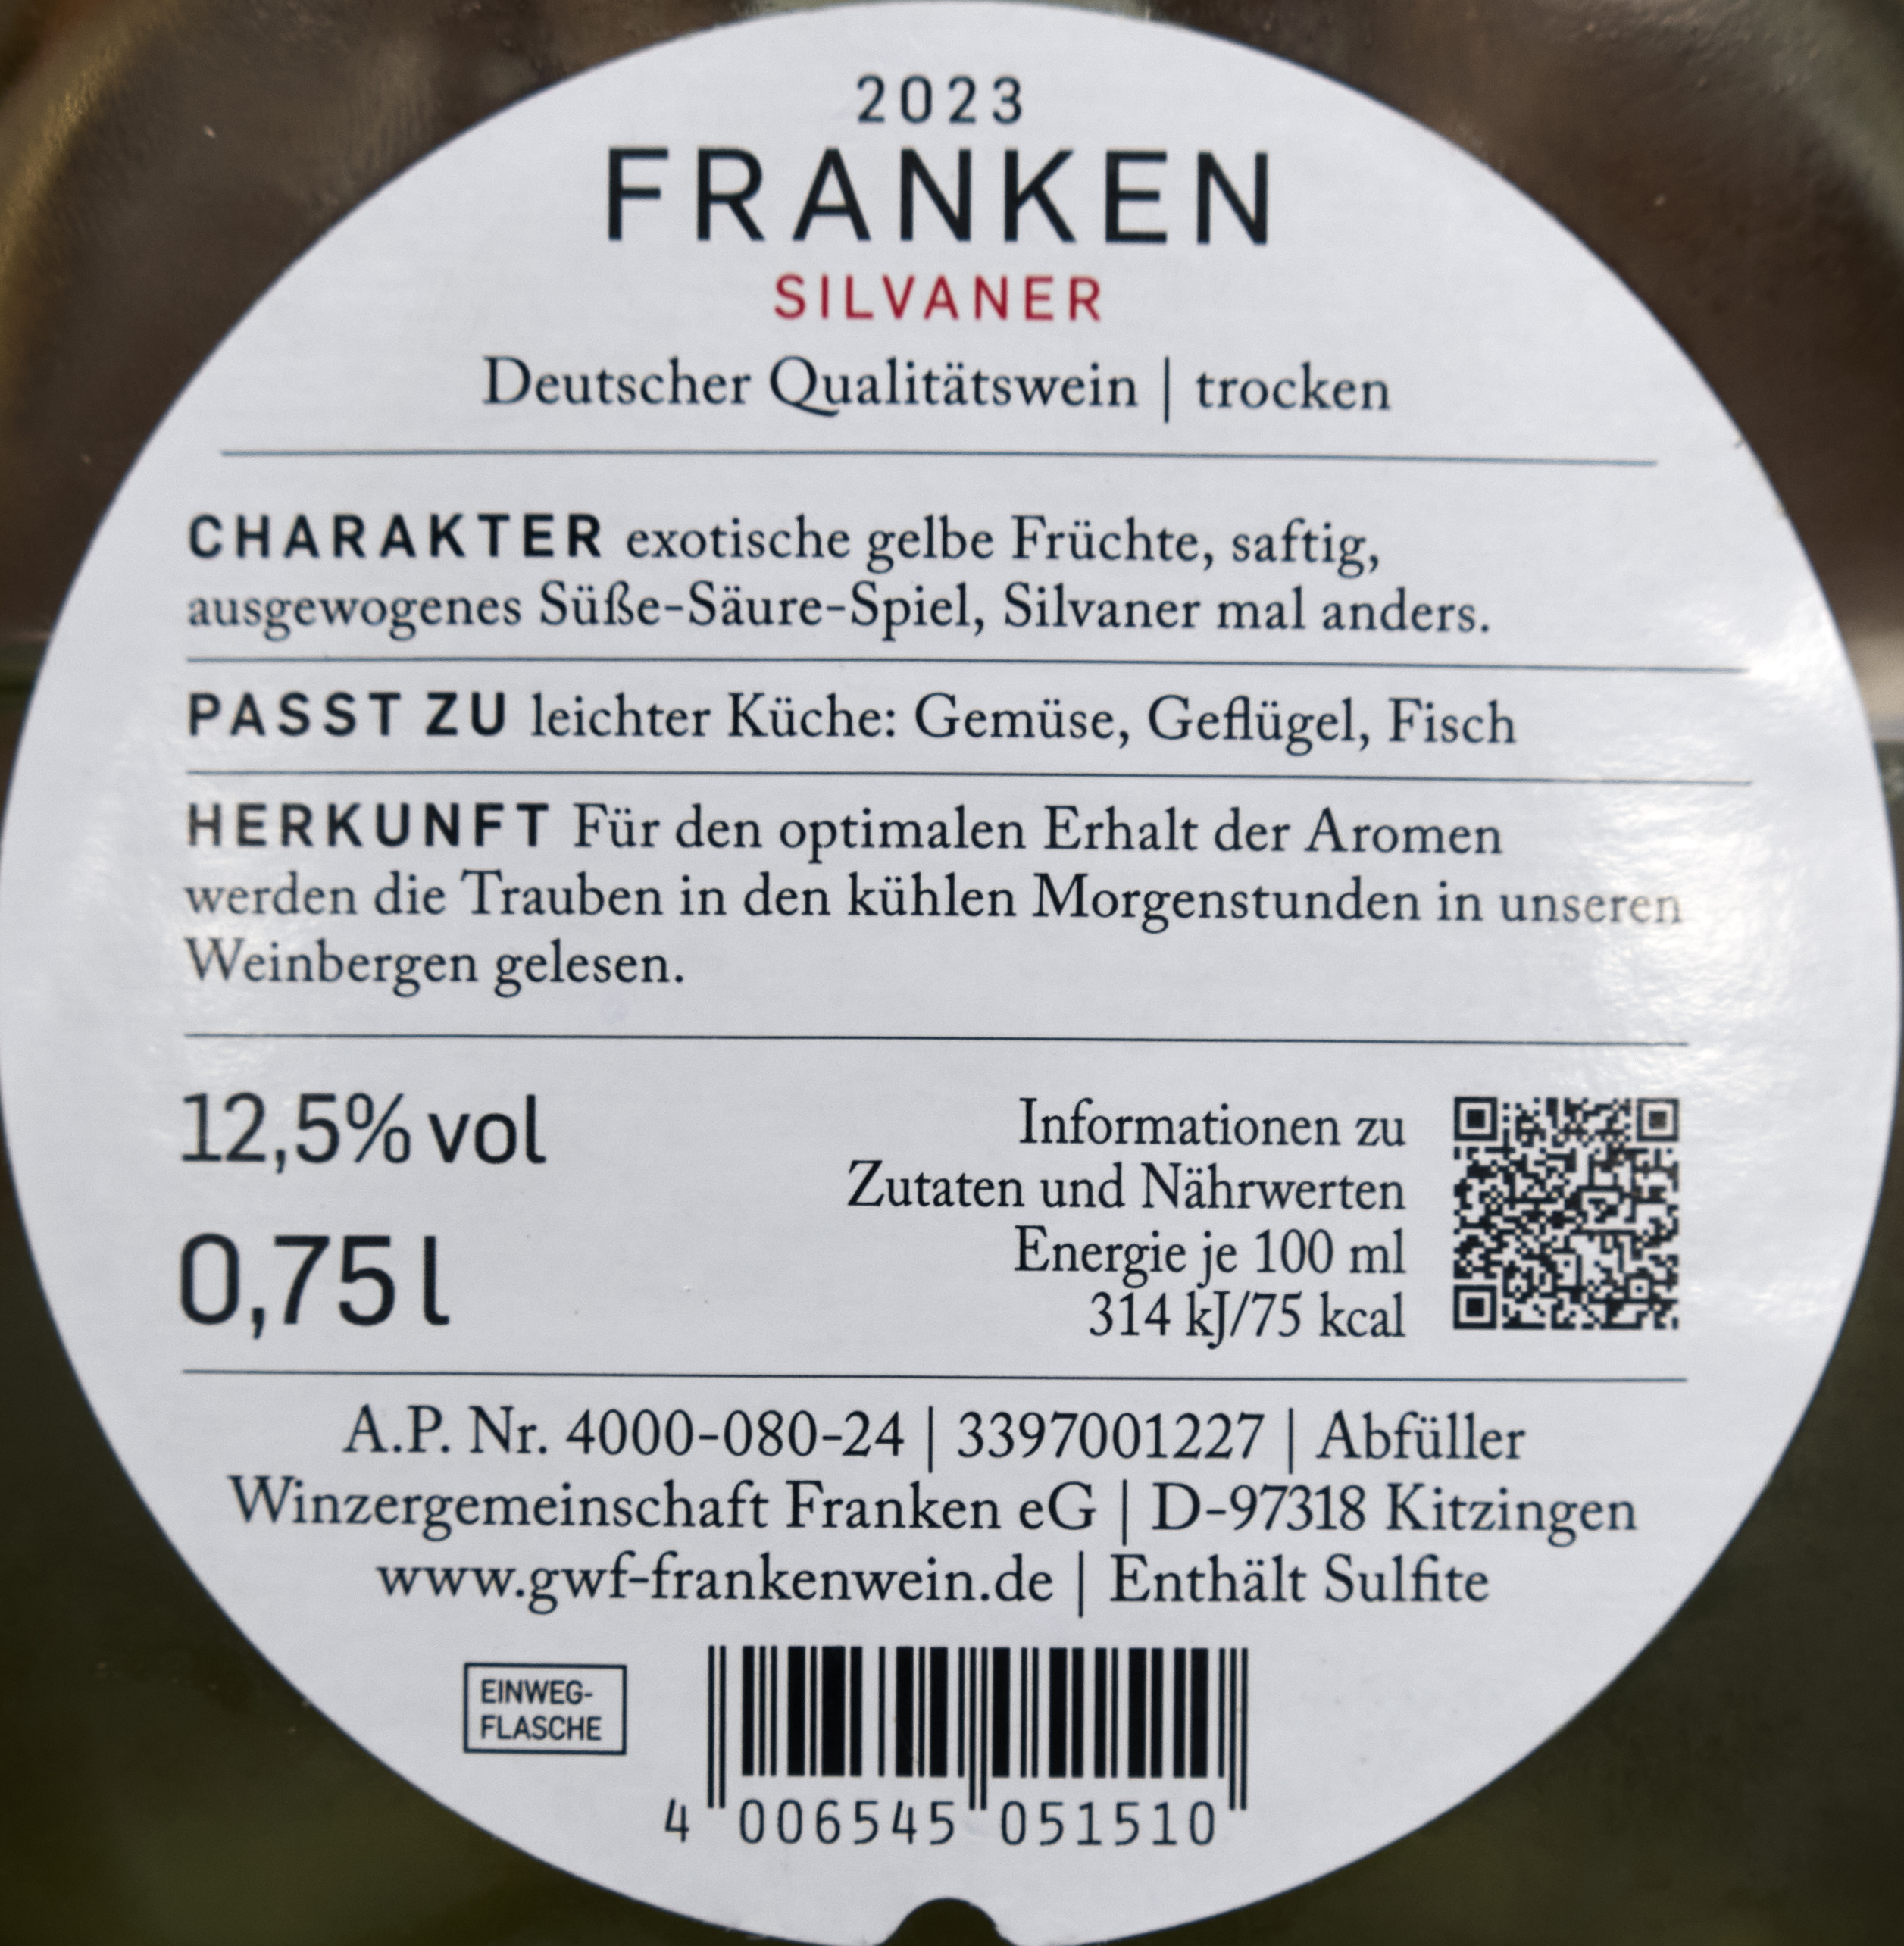 2023
FRANKEN
SILVANER
Deutscher Qualitätswein | trocken
CHARAKTER exotische gelbe Früchte, saftig,
ausgewogenes Süße-Säure-Spiel, Silvaner mal anders.
PASST ZU leichter Küche: Gemüse, Geflügel, Fisch
HERKUNFT Für den optimalen Erhalt der Aromen
werden die Trauben in den kühlen Morgenstunden in unseren
Weinbergen gelesen.
12,5% vol
0,75 l
Informationen zu
Zutaten und Nährwerten
Energie je 100 ml
314 kJ/75 kcal
A.P. Nr. 4000-080-24 | 3397001227 | Abfüller
Winzergemeinschaft Franken eG | D-97318 Kitzingen
www.gwf-frankenwein.de | Enthält Sulfite
EINWEG-
FLASCHE
4 006545 051510